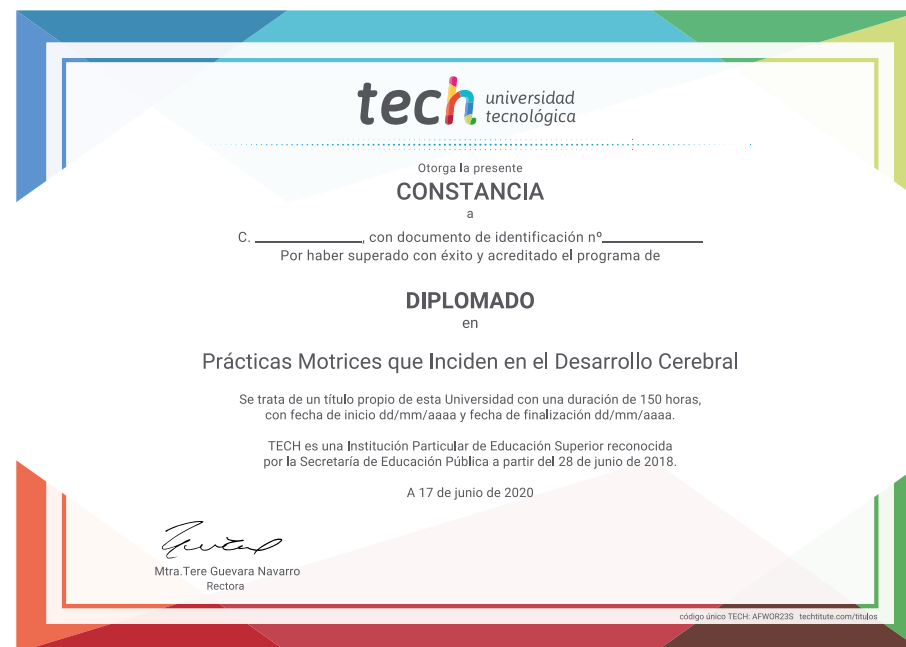 tech universidad
tecnológica
Otorga la presente
CONSTANCIA
a
C. ____________, con documento de identificación nº____________
Por haber superado con éxito y acreditado el programa de
DIPLOMADO
en
Prácticas Motrices que Inciden en el Desarrollo Cerebral
Se trata de un título propio de esta Universidad con una duración de 150 horas,
con fecha de inicio dd/mm/aaaa y fecha de finalización dd/mm/aaaa.
TECH es una Institución Particular de Educación Superior reconocida
por la Secretaría de Educación Pública a partir del 28 de junio de 2018.
A 17 de junio de 2020
Mtra.Tere Guevara Navarro
Rectora
código único TECH: AFWOR23S techtitute.com/titulos